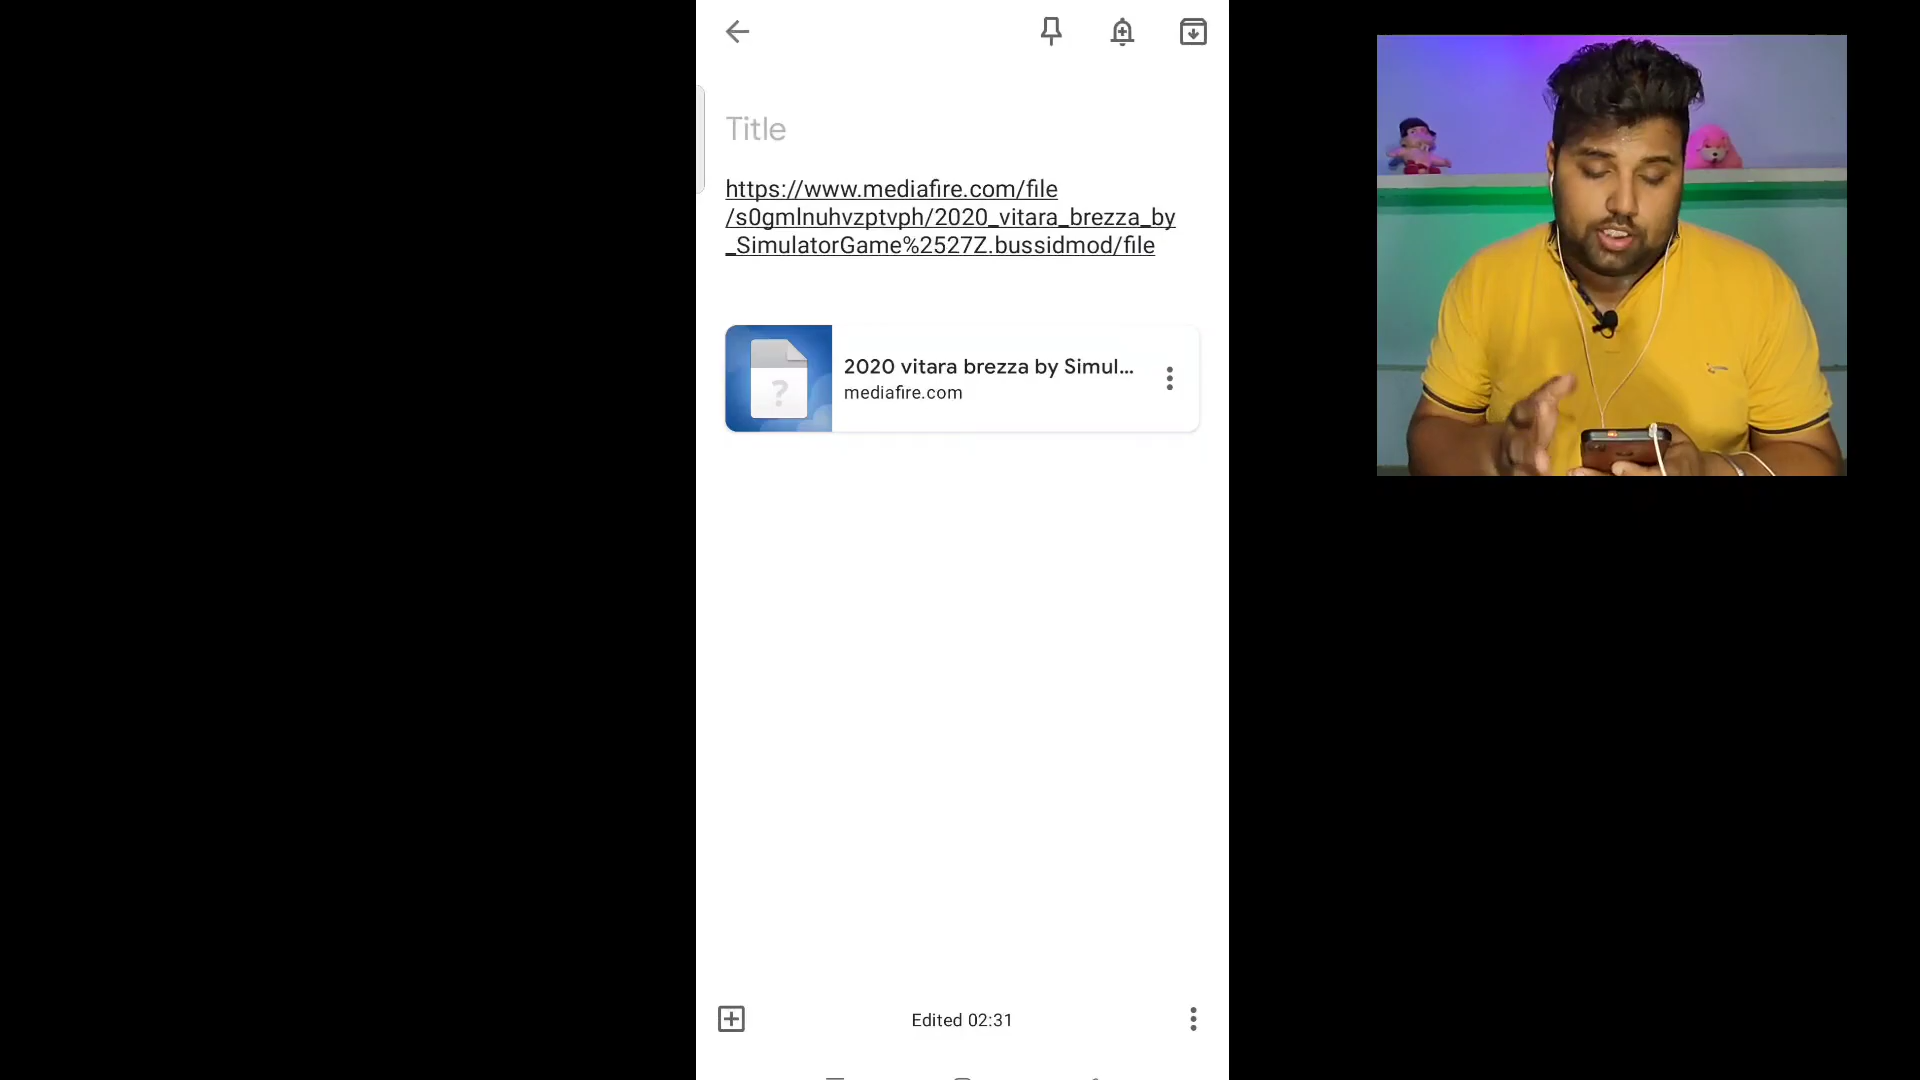 Title
https://www.mediafire.com/file
/s0gmlnuhvzptvph/2020_vitara_brezza_by
_SimulatorGame%2527Z.bussidmod/file
?
2020 vitara brezza by Simul...
mediafire.com
Edited 02:31